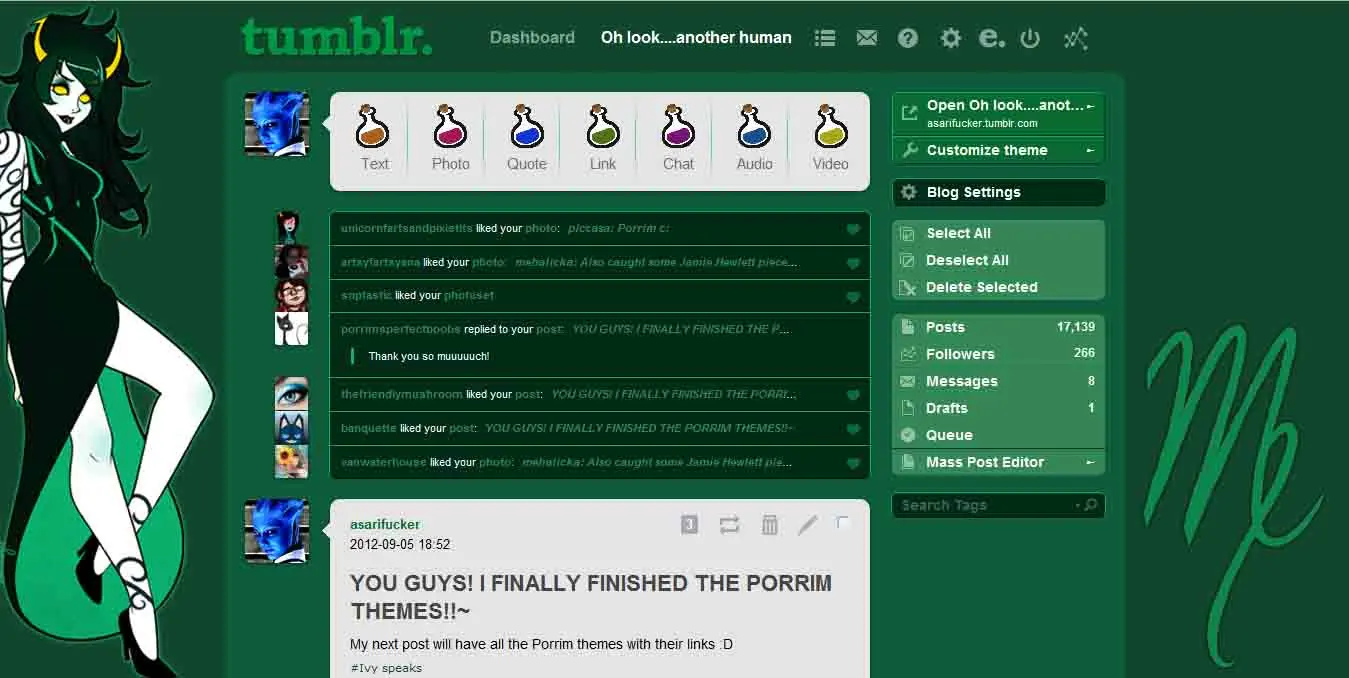 tumblr.
Dashboard
Oh look....another human
Text
Photo
Quote
Link
Chat
Audio
Video
unicornfartsandpixietits liked your photo: piccasa: Porrim c:
artsyfartsyana liked your photo: mehalicka: Also caught some Jamie Hewlett piece...
snptastic liked your photoset
porrimsperfectboobs replied to your post: YOU GUYS! I FINALLY FINISHED THE P...
Thank you so muuuuuch!
thefriendlymushroom liked your post: YOU GUYS! I FINALLY FINISHED THE PORRI...
banquette liked your post: YOU GUYS! I FINALLY FINISHED THE PORRIM THEMES!!~
vanwaterhouse liked your photo: mehalicka: Also caught some Jamie Hewlett pie...
asarifucker
3
2012-09-05 18:52
YOU GUYS! I FINALLY FINISHED THE PORRIM
THEMES!!~
My next post will have all the Porrim themes with their links :D
#Ivy speaks
Open Oh look....anot...
asarifucker.tumblr.com
Customize theme
Blog Settings
Select All
Deselect All
Delete Selected
Posts 17,139
Followers 266
Messages 8
Drafts 1
Queue
Mass Post Editor
Search Tags